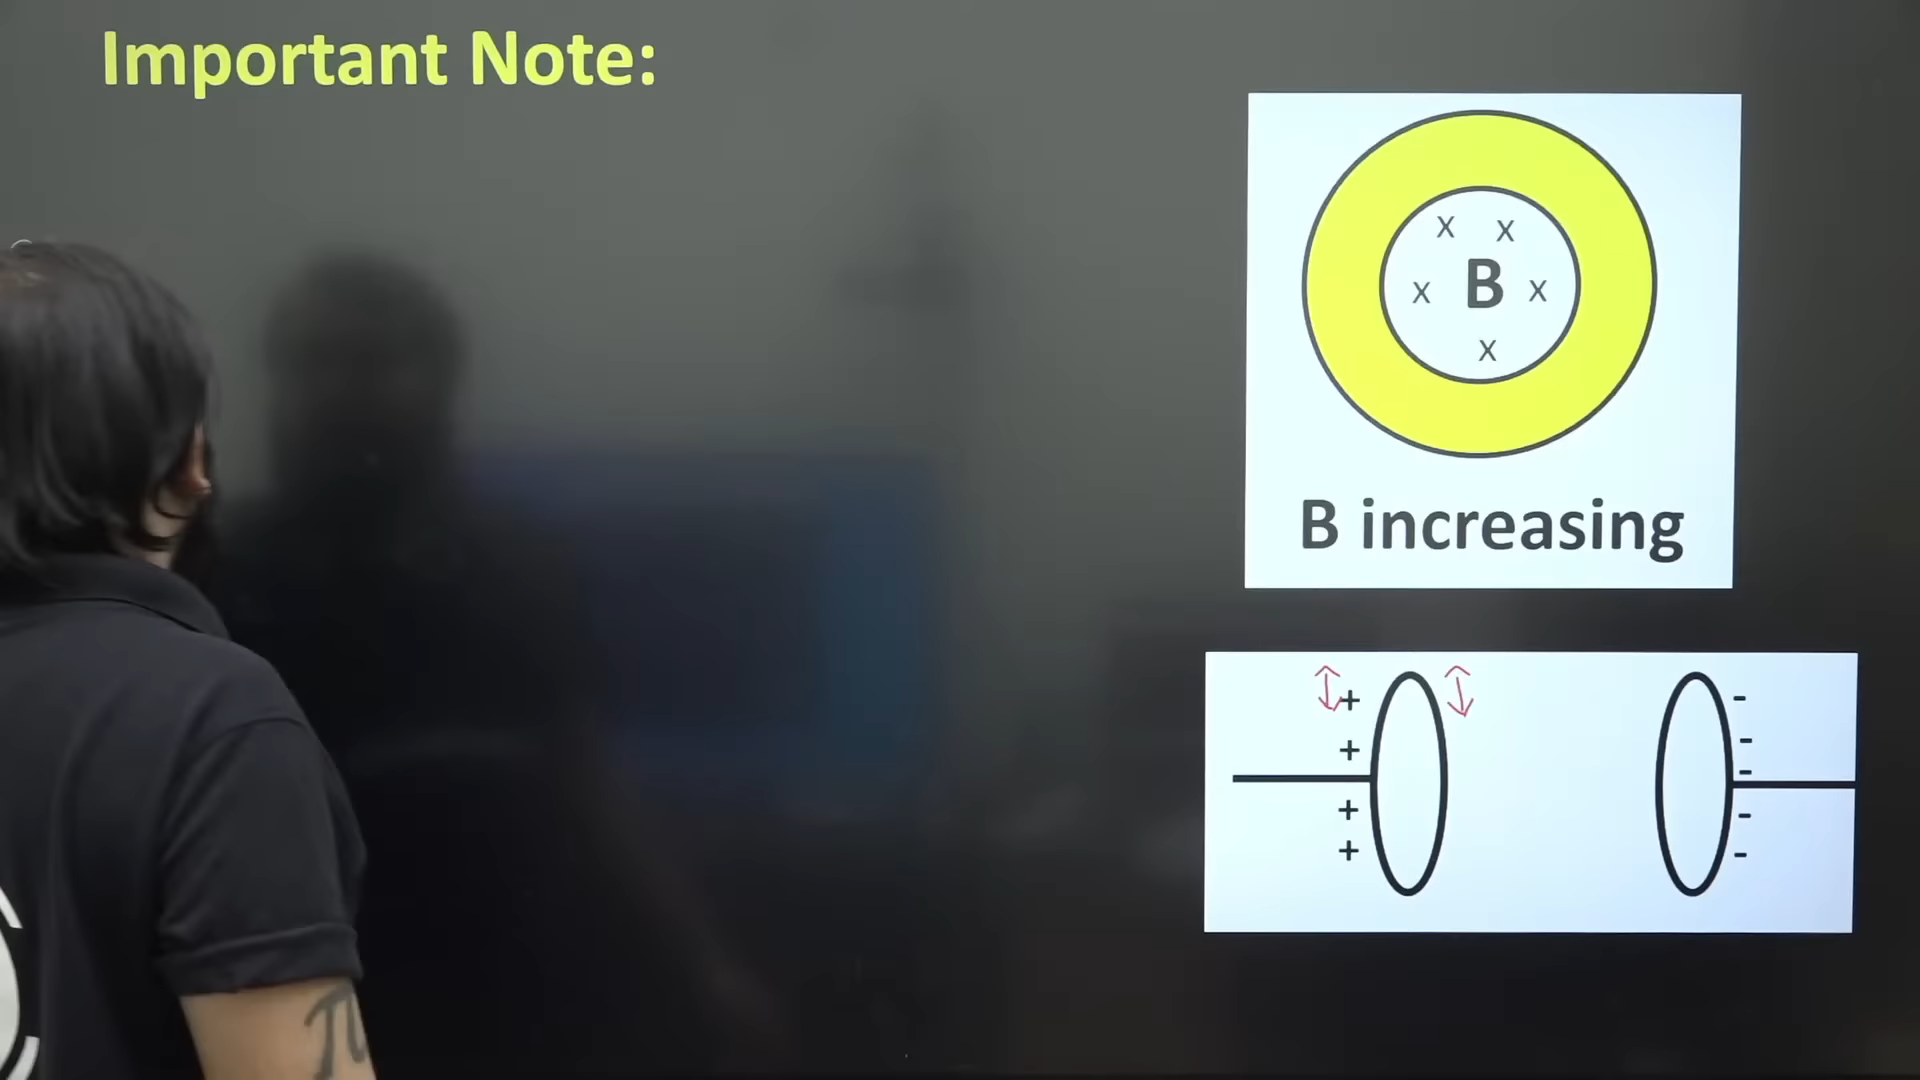 Important Note:
x x
x B x
x
B increasing
+ -
+ -
-
+ -
+ -
π